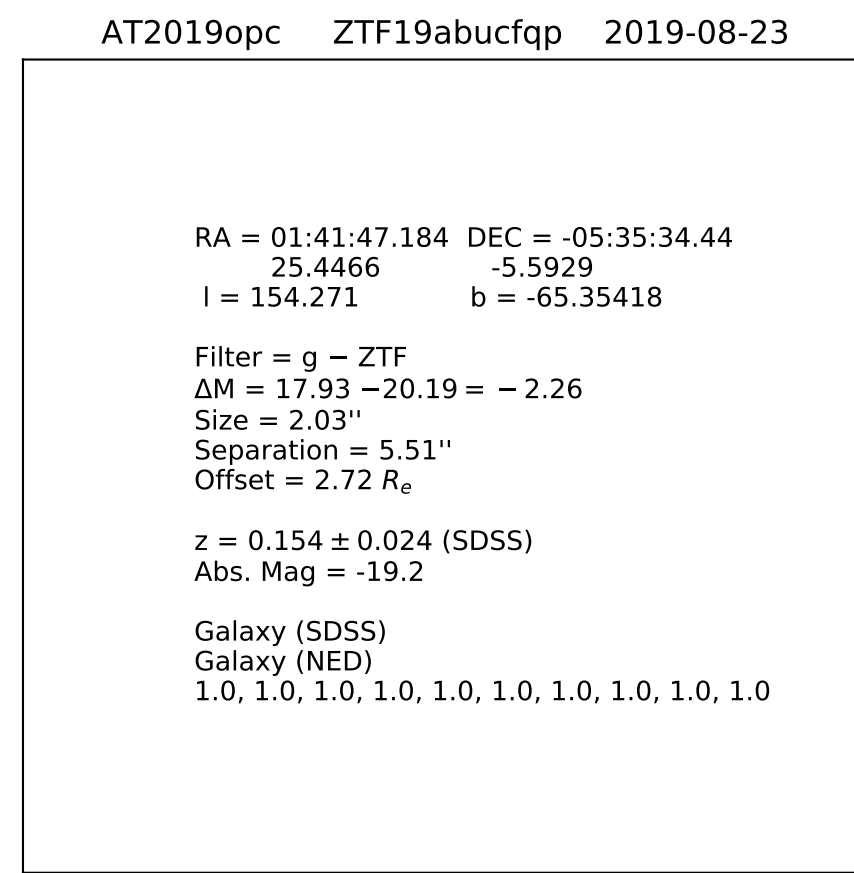 AT2019opc ZTF19abucfqp 2019-08-23
RA = 01:41:47.184 DEC = -05:35:34.44
25.4466 -5.5929
l = 154.271 b = -65.35418
Filter = g − ZTF
ΔM = 17.93 −20.19 = −2.26
Size = 2.03''
Separation = 5.51''
Offset = 2.72 Rₑ
z = 0.154 ± 0.024 (SDSS)
Abs. Mag = -19.2
Galaxy (SDSS)
Galaxy (NED)
1.0, 1.0, 1.0, 1.0, 1.0, 1.0, 1.0, 1.0, 1.0, 1.0